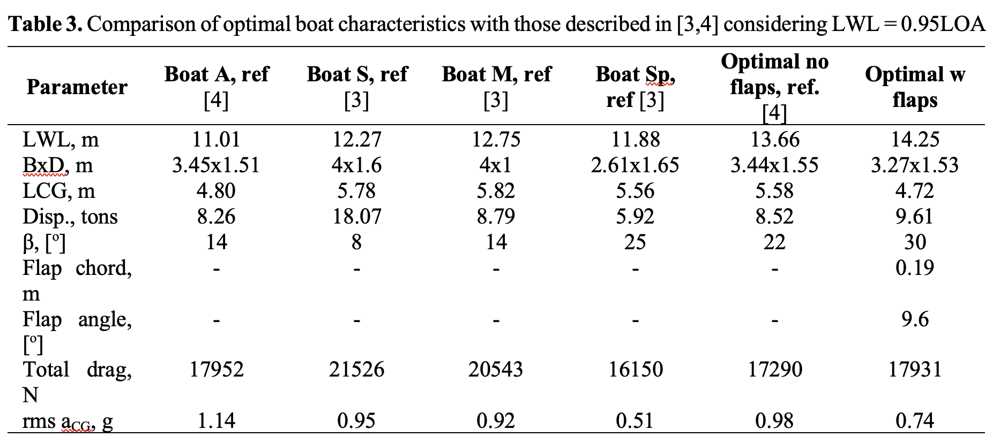 Table 3. Comparison of optimal boat characteristics with those described in [3,4] considering LWL = 0.95LOA
Parameter Boat A, ref [4] Boat S, ref [3] Boat M, ref [3] Boat Sp, ref [3] Optimal no flaps, ref. [4] Optimal w flaps
LWL, m 11.01 12.27 12.75 11.88 13.66 14.25
BxD, m 3.45x1.51 4x1.6 4x1 2.61x1.65 3.44x1.55 3.27x1.53
LCG, m 4.80 5.78 5.82 5.56 5.58 4.72
Disp., tons 8.26 18.07 8.79 5.92 8.52 9.61
β, [º] 14 8 14 25 22 30
Flap chord, m - - - - - 0.19
Flap angle, [º] - - - - - 9.6
Total drag, N 17952 21526 20543 16150 17290 17931
rms aCG, g 1.14 0.95 0.92 0.51 0.98 0.74